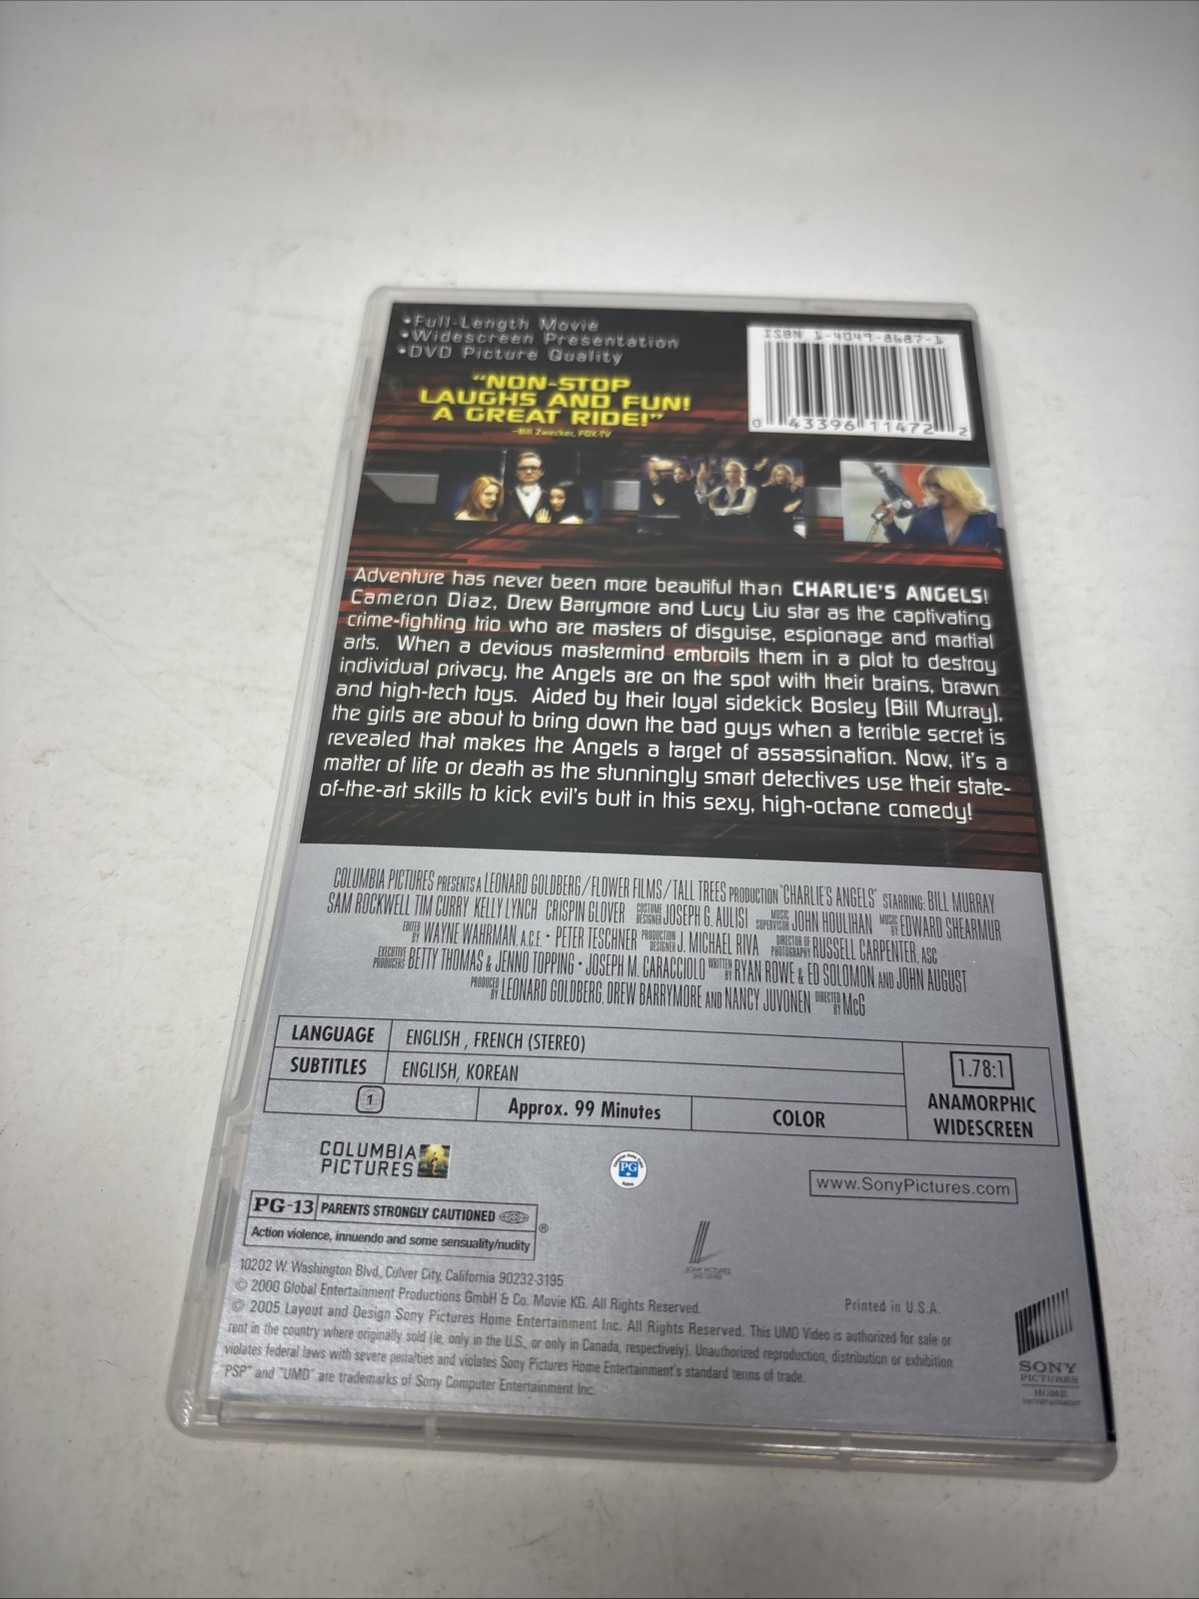 •Full-Length Movie
•Widescreen Presentation
•DVD Picture Quality
ISBN 1-4049-8687-1
0 43396 11472 2
"NON-STOP
LAUGHS AND FUN!
A GREAT RIDE!"
–Bill Zwecker, FOX-TV
Adventure has never been more beautiful than CHARLIE'S ANGELS!
Cameron Diaz, Drew Barrymore and Lucy Liu star as the captivating
crime-fighting trio who are masters of disguise, espionage and martial
arts. When a devious mastermind embroils them in a plot to destroy
individual privacy, the Angels are on the spot with their brains, brawn
and high-tech toys. Aided by their loyal sidekick Bosley (Bill Murray),
the girls are about to bring down the bad guys when a terrible secret is
revealed that makes the Angels a target of assassination. Now, it's a
matter of life or death as the stunningly smart detectives use their state-
of-the-art skills to kick evil's butt in this sexy, high-octane comedy!
COLUMBIA PICTURES PRESENTS A LEONARD GOLDBERG/FLOWER FILMS/TALL TREES PRODUCTION "CHARLIE'S ANGELS" STARRING: BILL MURRAY
SAM ROCKWELL TIM CURRY KELLY LYNCH CRISPIN GLOVER COSTUME DESIGNER JOSEPH G. AULISI MUSIC SUPERVISOR JOHN HOULIHAN MUSIC BY EDWARD SHEARMUR
EDITED BY WAYNE WAHRMAN, A.C.E. • PETER TESCHNER PRODUCTION DESIGNER J. MICHAEL RIVA DIRECTOR OF PHOTOGRAPHY RUSSELL CARPENTER, ASC
EXECUTIVE PRODUCERS BETTY THOMAS & JENNO TOPPING • JOSEPH M. CARACCIOLO WRITTEN BY RYAN ROWE & ED SOLOMON AND JOHN AUGUST
PRODUCED BY LEONARD GOLDBERG, DREW BARRYMORE AND NANCY JUVONEN DIRECTED BY McG
LANGUAGE ENGLISH , FRENCH (STEREO)
SUBTITLES ENGLISH, KOREAN
1 Approx. 99 Minutes COLOR
1.78:1
ANAMORPHIC
WIDESCREEN
COLUMBIA
PICTURES
PG
www.SonyPictures.com
PG-13 PARENTS STRONGLY CAUTIONED ®
Action violence, innuendo and some sensuality/nudity
SONY PICTURES
10202 W. Washington Blvd., Culver City, California 90232-3195
© 2000 Global Entertainment Productions GmbH & Co. Movie KG. All Rights Reserved.
Printed in U.S.A.
© 2005 Layout and Design Sony Pictures Home Entertainment Inc. All Rights Reserved. This UMD Video is authorized for sale or
rent in the country where originally sold (ie, only in the U.S., or only in Canada, respectively). Unauthorized reproduction, distribution or exhibition
violates federal laws with severe penalties and violates Sony Pictures Home Entertainment's standard terms of trade.
"PSP" and "UMD" are trademarks of Sony Computer Entertainment Inc.
SONY
PICTURES
HOME
ENTERTAINMENT